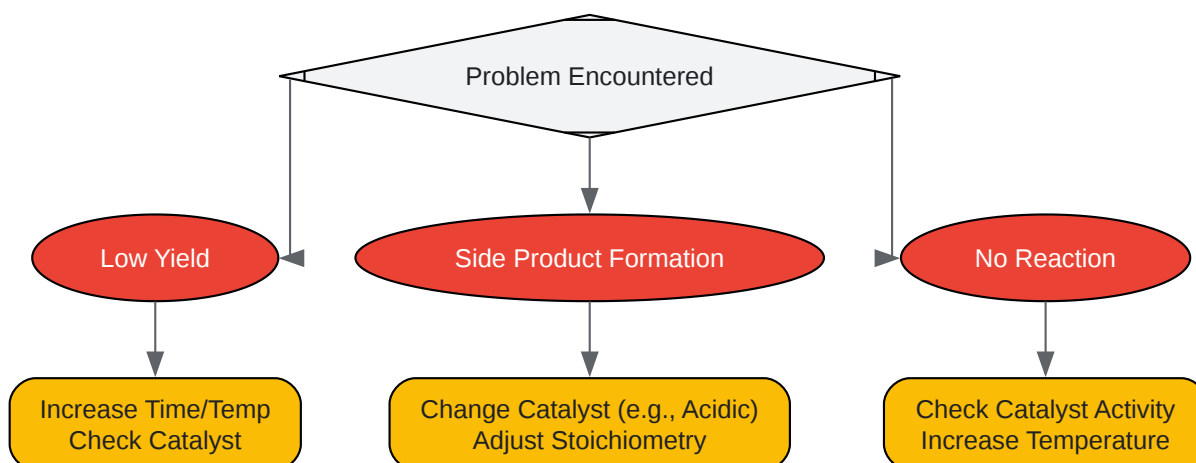 Problem Encountered
Low Yield
Side Product Formation
No Reaction
Increase Time/Temp
Check Catalyst
Change Catalyst (e.g., Acidic)
Adjust Stoichiometry
Check Catalyst Activity
Increase Temperature